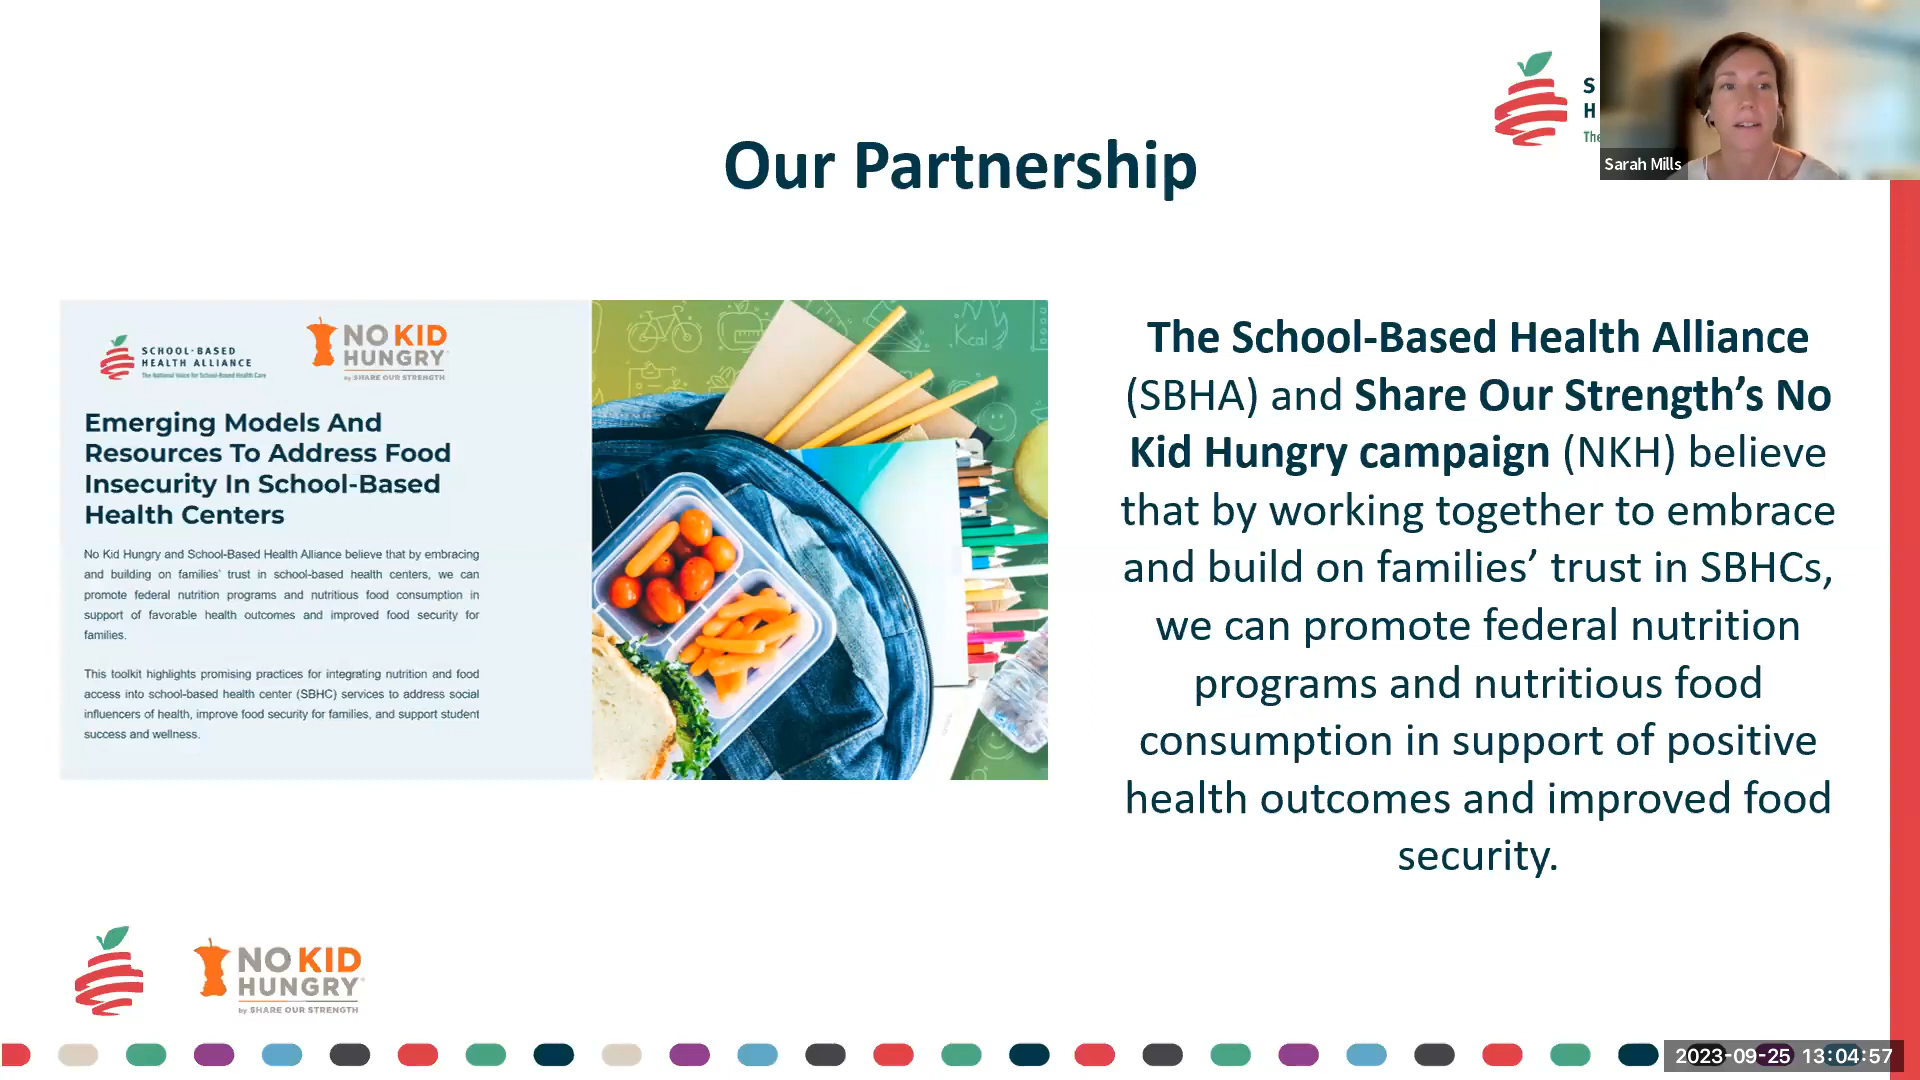 S
H
The
Sarah Mills
Our Partnership
SCHOOL-BASED
HEALTH ALLIANCE
The National Voice for School-Based Health Care
NO KID
HUNGRY
by SHARE OUR STRENGTH
Emerging Models And
Resources To Address Food
Insecurity In School-Based
Health Centers
No Kid Hungry and School-Based Health Alliance believe that by embracing
and building on families' trust in school-based health centers, we can
promote federal nutrition programs and nutritious food consumption in
support of favorable health outcomes and improved food security for
families.
This toolkit highlights promising practices for integrating nutrition and food
access into school-based health center (SBHC) services to address social
influencers of health, improve food security for families, and support student
success and wellness.
Kcal
The School-Based Health Alliance
(SBHA) and Share Our Strength’s No
Kid Hungry campaign (NKH) believe
that by working together to embrace
and build on families’ trust in SBHCs,
we can promote federal nutrition
programs and nutritious food
consumption in support of positive
health outcomes and improved food
security.
NO KID
HUNGRY
by SHARE OUR STRENGTH
2023-09-25 13:04:57